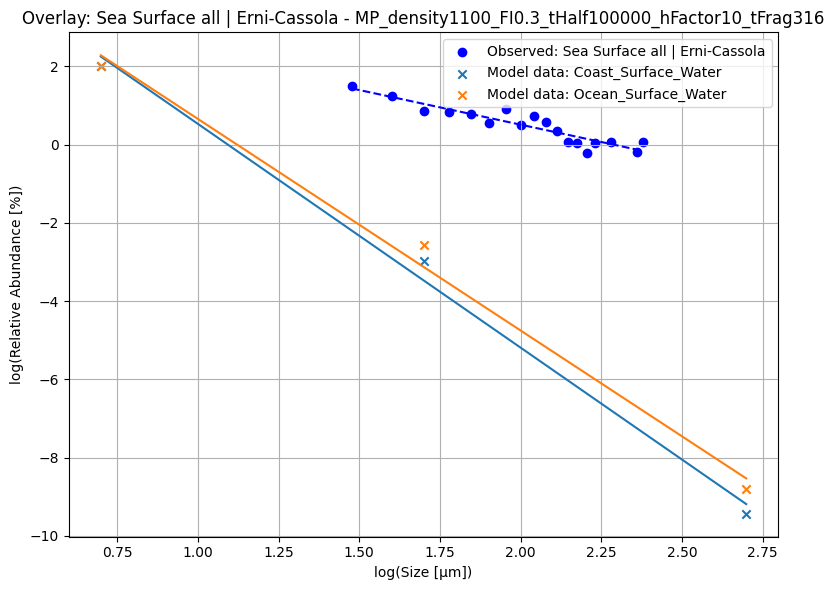 Overlay: Sea Surface all | Erni-Cassola - MP_density1100_FI0.3_tHalf100000_hFactor10_tFrag316
Observed: Sea Surface all | Erni-Cassola
Model data: Coast_Surface_Water
Model data: Ocean_Surface_Water
log(Relative Abundance [%])
2
0
−2
−4
−6
−8
−10
0.75
1.00
1.25
1.50
1.75
2.00
2.25
2.50
2.75
log(Size [µm])